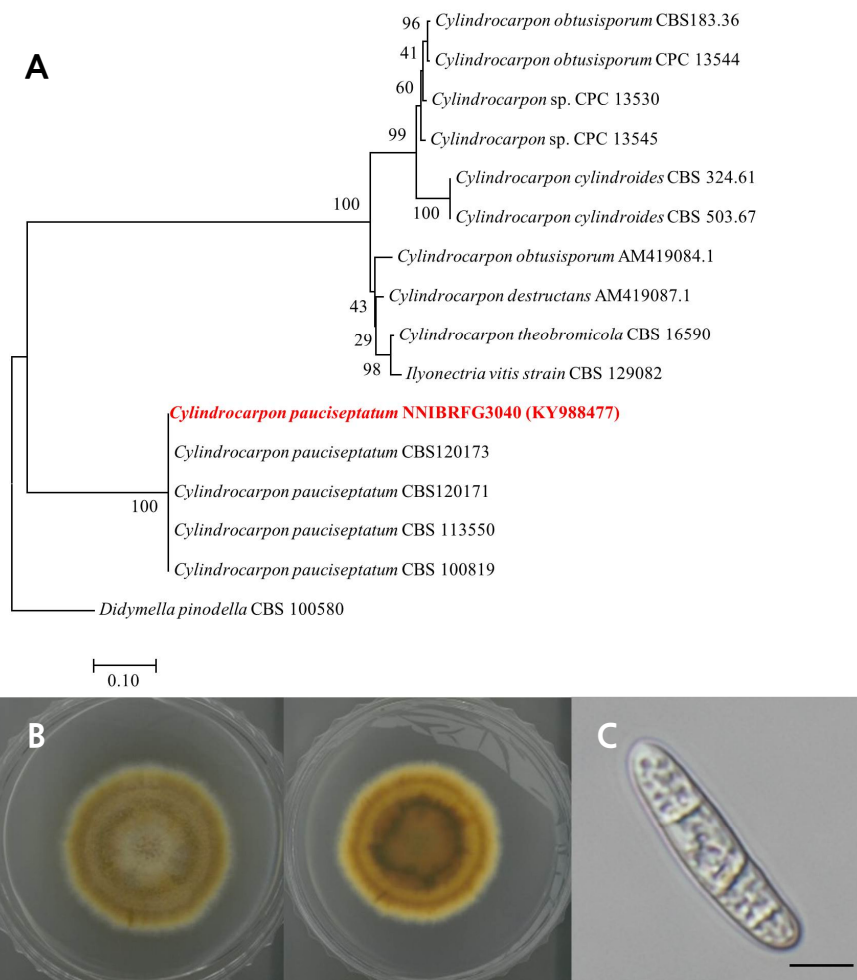 A
96
Cylindrocarpon obtusisporum CBS183.36
41
Cylindrocarpon obtusisporum CPC 13544
60
Cylindrocarpon sp. CPC 13530
99
Cylindrocarpon sp. CPC 13545
Cylindrocarpon cylindroides CBS 324.61
100
100
Cylindrocarpon cylindroides CBS 503.67
Cylindrocarpon obtusisporum AM419084.1
Cylindrocarpon destructans AM419087.1
43
Cylindrocarpon theobromicola CBS 16590
29
98
Ilyonectria vitis strain CBS 129082
Cylindrocarpon pauciseptatum NNIBRFG3040 (KY988477)
Cylindrocarpon pauciseptatum CBS120173
Cylindrocarpon pauciseptatum CBS120171
100
Cylindrocarpon pauciseptatum CBS 113550
Cylindrocarpon pauciseptatum CBS 100819
Didymella pinodella CBS 100580
0.10
B
C